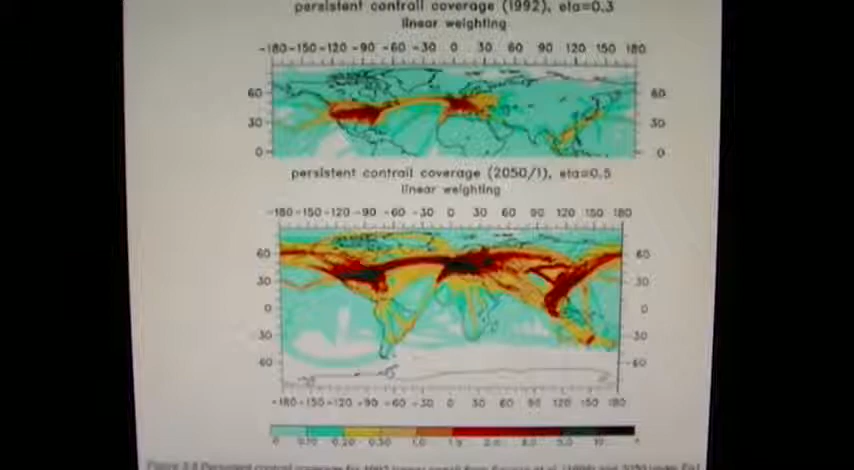 persistent contrail coverage (1992), eta=0.3
linear weighting
-180 -150 -120 -90 -60 -30 0 30 60 90 120 150 180
60 60
30 30
0 0
persistent contrail coverage (2050/1), eta=0.5
linear weighting
-180 -150 -120 -90 -60 -30 0 30 60 90 120 150 180
60 60
30 30
0 0
-30 -30
-60 -60
-180 -150 -120 -90 -60 -30 0 30 60 90 120 150 180